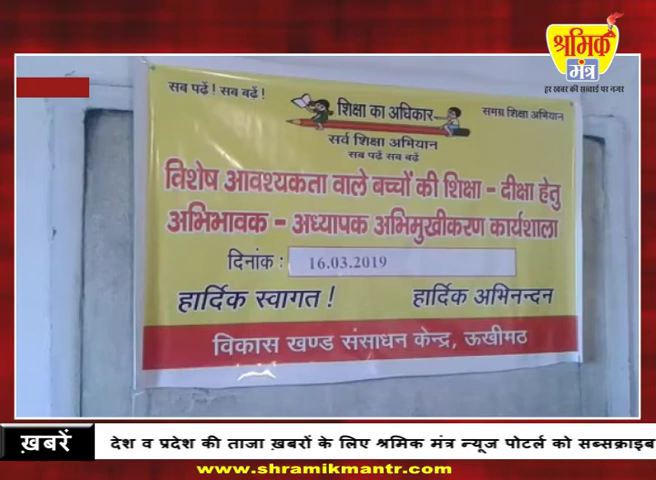 श्रमिक
मंत्र
हर खबर की सच्चाई पर नजर
सब पढ़ें ! सब बढ़ें !
शिक्षा का अधिकार
समग्र शिक्षा अभियान
सर्व शिक्षा अभियान
सब पढ़ें सब बढ़ें
विशेष आवश्यकता वाले बच्चों की शिक्षा - दीक्षा हेतु
अभिभावक - अध्यापक अभिमुखीकरण कार्यशाला
दिनांक : 16.03.2019
हार्दिक स्वागत ! हार्दिक अभिनन्दन
विकास खण्ड संसाधन केन्द्र, ऊखीमठ
ख़बरें
देश व प्रदेश की ताजा ख़बरों के लिए श्रमिक मंत्र न्यूज पोर्टल को सब्सक्राइब
www.shramikmantr.com